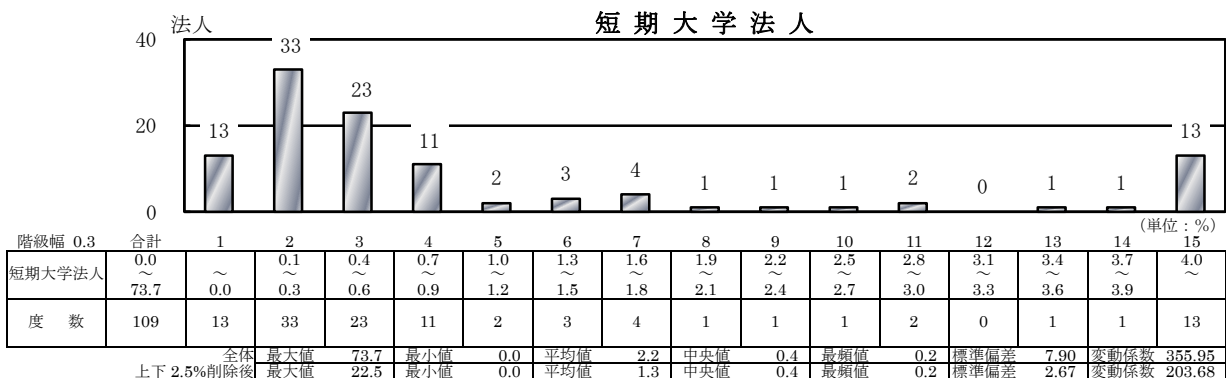 短期大学法人
法人
40
33
23
20
13
11
13
2
3
4
1
1
1
2
0
1
1
0
(単位：%)
階級幅 0.3 合計 1 2 3 4 5 6 7 8 9 10 11 12 13 14 15
短期大学法人 0.0 ～ 73.7 ～ 0.0 0.1 ～ 0.3 0.4 ～ 0.6 0.7 ～ 0.9 1.0 ～ 1.2 1.3 ～ 1.5 1.6 ～ 1.8 1.9 ～ 2.1 2.2 ～ 2.4 2.5 ～ 2.7 2.8 ～ 3.0 3.1 ～ 3.3 3.4 ～ 3.6 3.7 ～ 3.9 4.0 ～
度 数 109 13 33 23 11 2 3 4 1 1 1 2 0 1 1 13
全体 最大値 73.7 最小値 0.0 平均値 2.2 中央値 0.4 最頻値 0.2 標準偏差 7.90 変動係数 355.95
上下 2.5%削除後 最大値 22.5 最小値 0.0 平均値 1.3 中央値 0.4 最頻値 0.2 標準偏差 2.67 変動係数 203.68